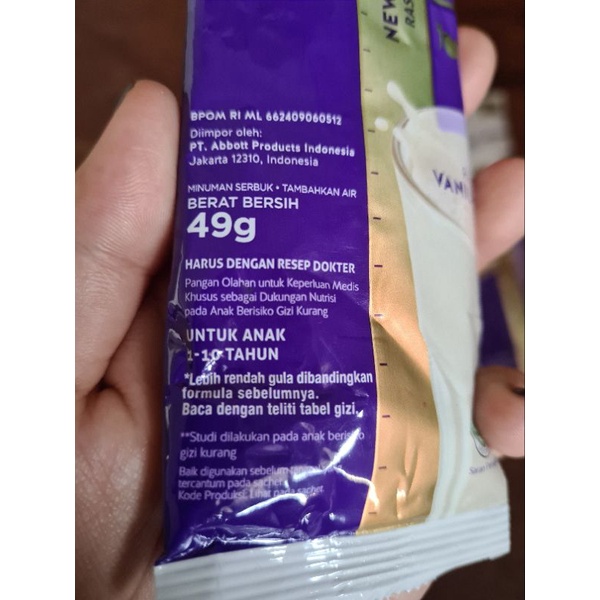 NEW
RAS
VAN
BPOM RI ML 662409060512
Diimpor oleh:
PT. Abbott Products Indonesia
Jakarta 12310, Indonesia
MINUMAN SERBUK • TAMBAHKAN AIR
BERAT BERSIH
49g
HARUS DENGAN RESEP DOKTER
Pangan Olahan untuk Keperluan Medis
Khusus sebagai Dukungan Nutrisi
pada Anak Berisiko Gizi Kurang
UNTUK ANAK
1-10 TAHUN
*Lebih rendah gula dibandingkan
formula sebelumnya.
Baca dengan teliti tabel gizi.
**Studi dilakukan pada anak berisiko
gizi kurang
Baik digunakan sebelum
tercantum pada sachet
Kode Produksi: Lihat pada sachet